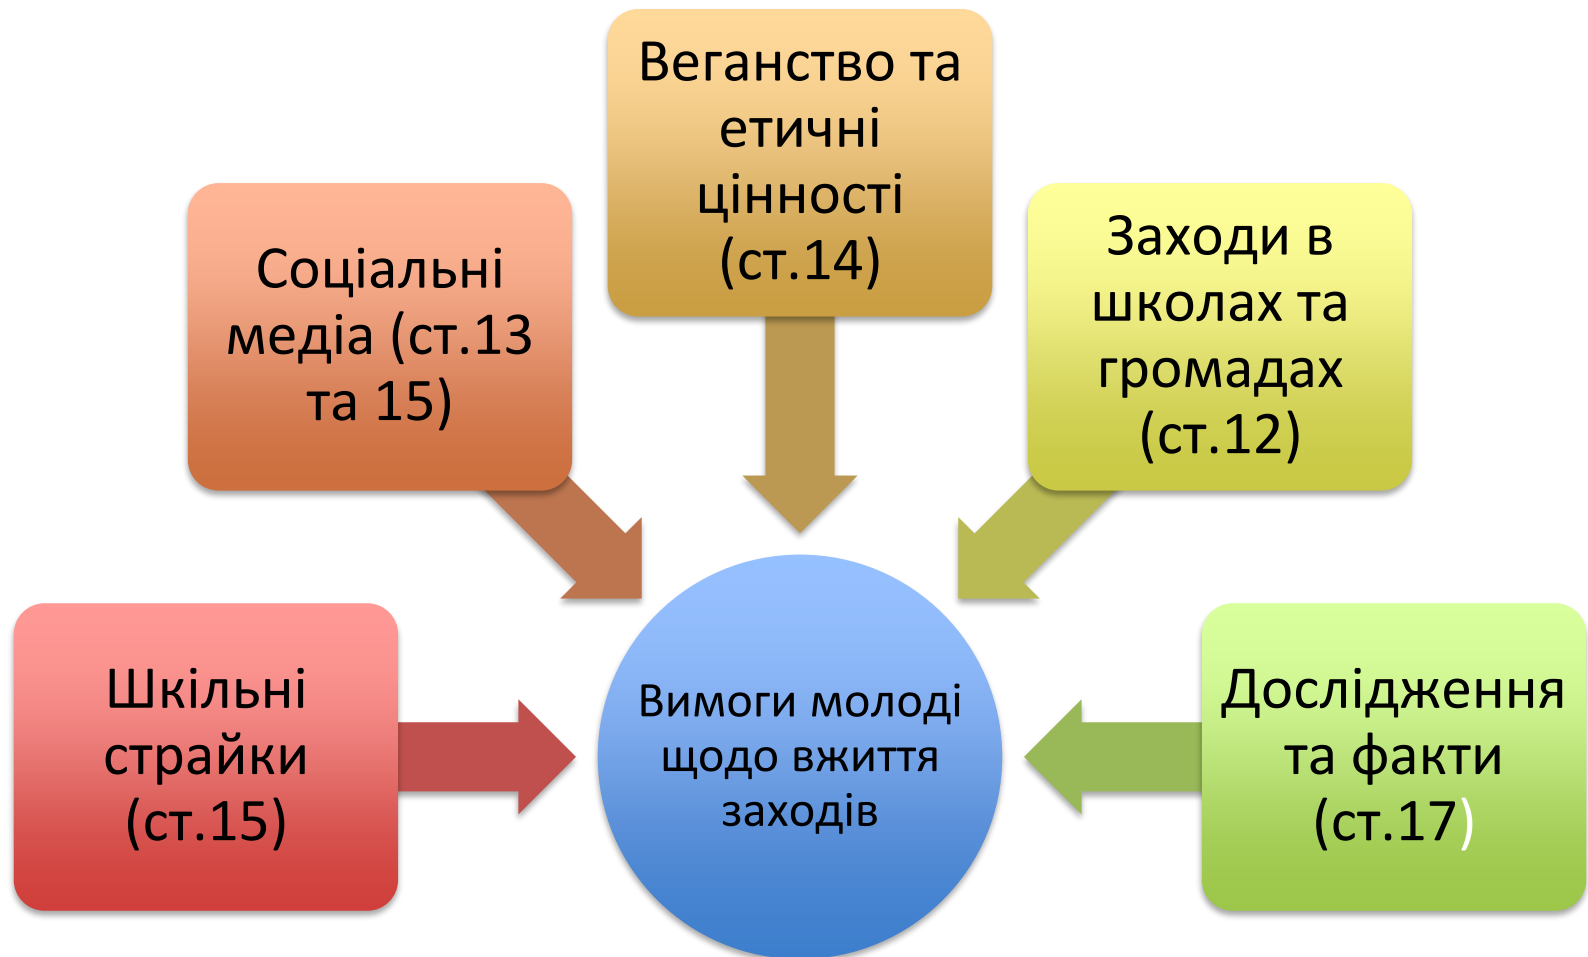 Веганство та
етичні
цінності
(ст.14)
Соціальні
медіа (ст.13
та 15)
Заходи в
школах та
громадах
(ст.12)
Шкільні
страйки
(ст.15)
Вимоги молоді
щодо вжиття
заходів
Дослідження
та факти
(ст.17)